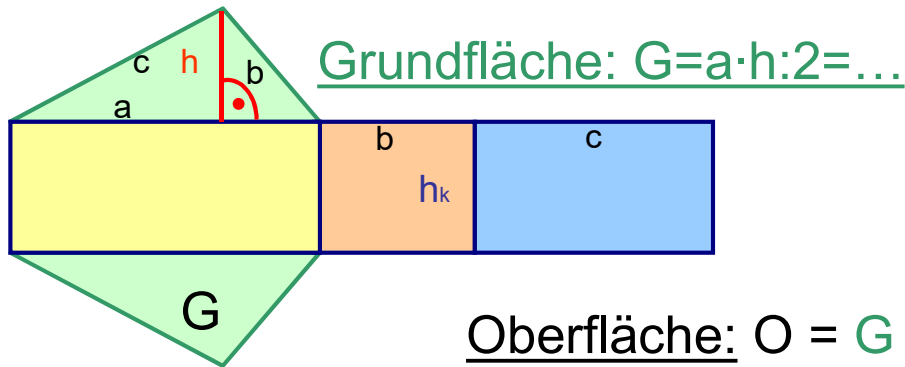 c h b
a
Grundfläche: G=a·h:2=…
b c
hk
G
Oberfläche: O = G